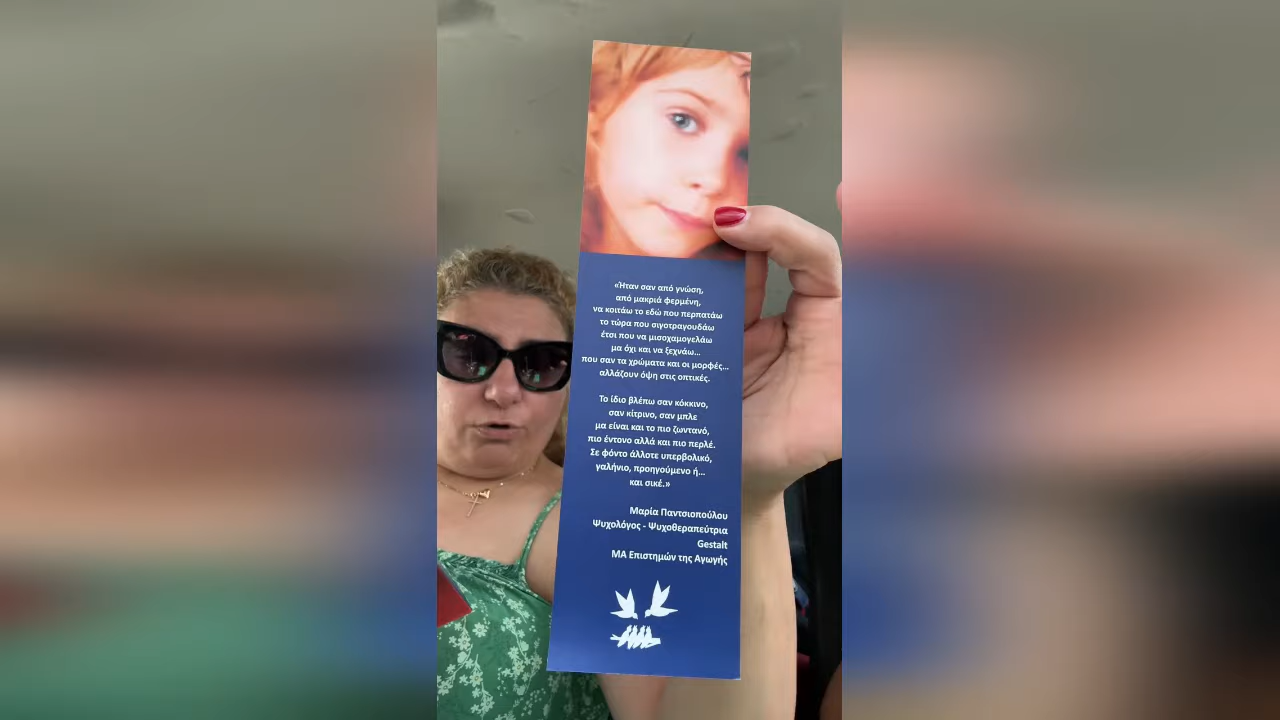 «Ήταν σαν από γνώση,
από μακριά φερμένη,
να κοιτάω το εδώ που περπατάω
το τώρα που σιγοτραγουδάω
έτσι που να μισοχαμογελάω
μα όχι και να ξεχνάω...
που σαν τα χρώματα και οι μορφές...
αλλάζουν όψη στις οπτικές.
Το ίδιο βλέπω σαν κόκκινο,
σαν κίτρινο, σαν μπλε
μα είναι και το πιο ζωντανό,
πιο έντονο αλλά και πιο περλέ.
Σε φόντο άλλοτε υπερβολικό,
γαλήνιο, προηγούμενο ή...
και σικέ.»
Μαρία Παντσιοπούλου
Ψυχολόγος - Ψυχοθεραπεύτρια
Gestalt
ΜΑ Επιστημών της Αγωγής